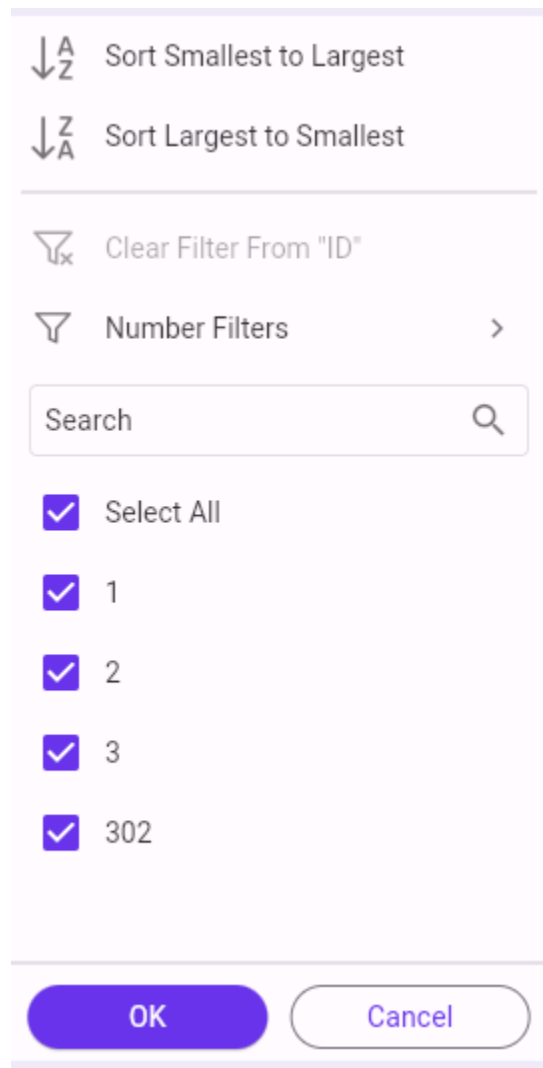 Sort Smallest to Largest
Sort Largest to Smallest
Clear Filter From "ID"
Number Filters
Search
Select All
1
2
3
302
OK Cancel